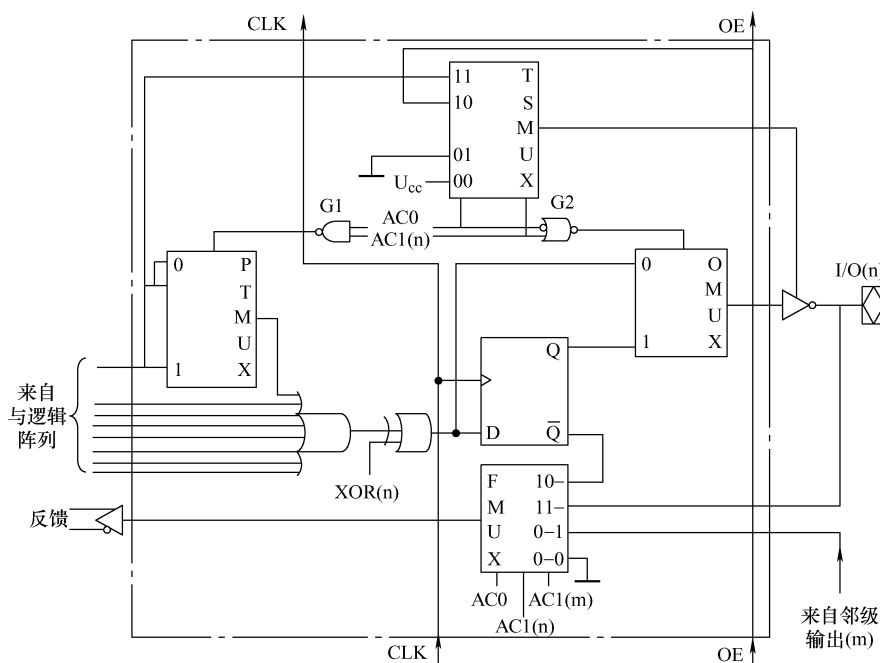 CLK
OE
11 T
10 S
M
01 U
U_cc 00 X
G1
G2
AC0
AC1(n)
0 P
T
M
U
1 X
0 O
M
U
1 X
I/O(n)
来自
与逻辑
阵列
Q
D Q̅
XOR(n)
F 10-
M 11-
U 0-1
X 0-0
反馈
AC0
AC1(m)
AC1(n)
来自邻级
输出(m)
CLK
OE